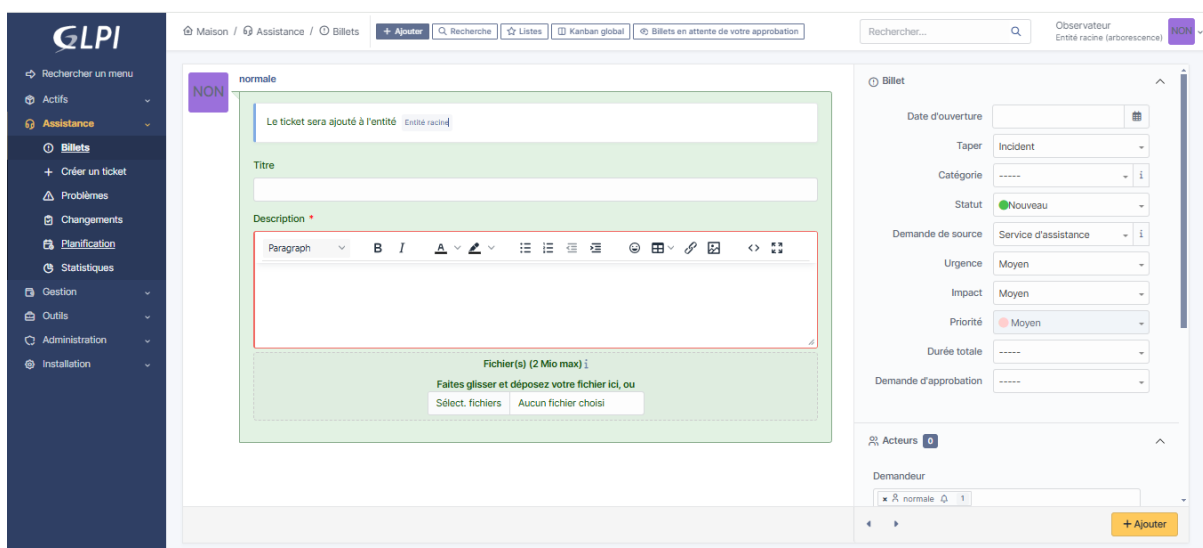 GLPI
Maison / Assistance / Billets
+ Ajouter
Recherche
Listes
Kanban global
Billets en attente de votre approbation
Rechercher...
Observateur
Entité racine (arborescence)
NON
Rechercher un menu
Actifs
Assistance
Billets
+ Créer un ticket
Problèmes
Changements
Planification
Statistiques
Gestion
Outils
Administration
Installation
NON
normale
Le ticket sera ajouté à l'entité Entité racine
Titre
Description *
Paragraph B I A
Fichier(s) (2 Mio max) i
Faites glisser et déposez votre fichier ici, ou
Sélect. fichiers Aucun fichier choisi
Billet
Date d'ouverture
Taper Incident
Catégorie ----- i
Statut Nouveau
Demande de source Service d'assistance i
Urgence Moyen
Impact Moyen
Priorité Moyen
Durée totale -----
Demande d'approbation -----
Acteurs 0
Demandeur
x normale 1
+ Ajouter